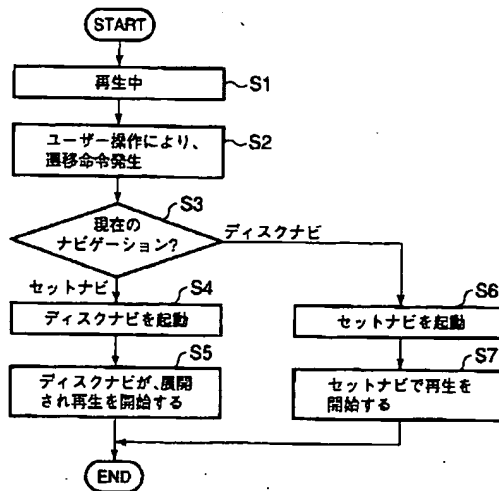 START
再生中
S1
ユーザー操作により、
遷移命令発生
S2
S3
現在の
ナビゲーション?
ディスクナビ
セットナビ
S4
ディスクナビを起動
S6
セットナビを起動
S5
ディスクナビが、展開
され再生を開始する
S7
セットナビで再生を
開始する
END